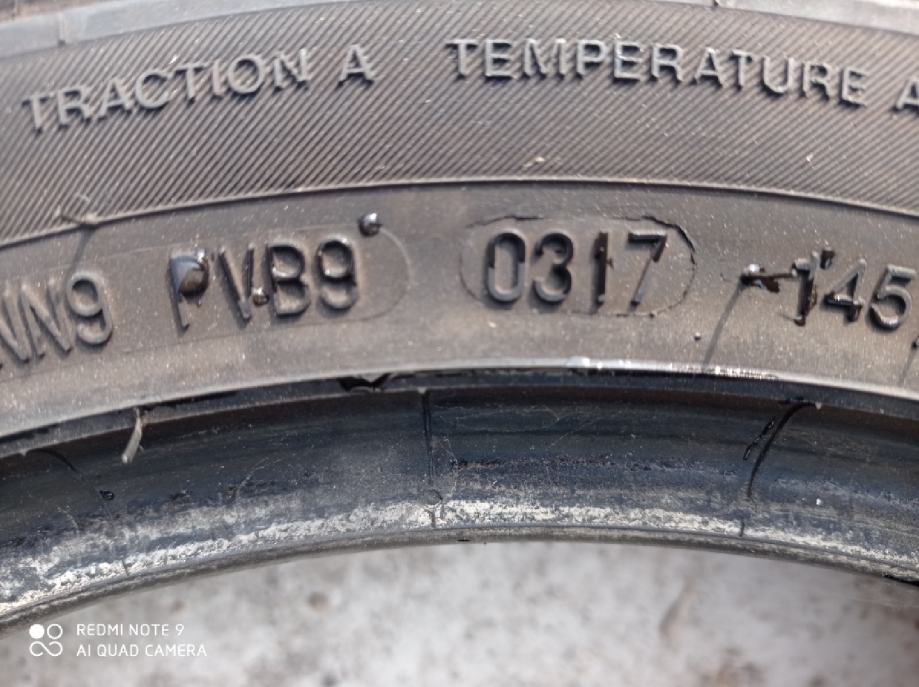 TRACTION A TEMPERATURE A
NN9 PVB9 0317 145
REDMI NOTE 9
AI QUAD CAMERA